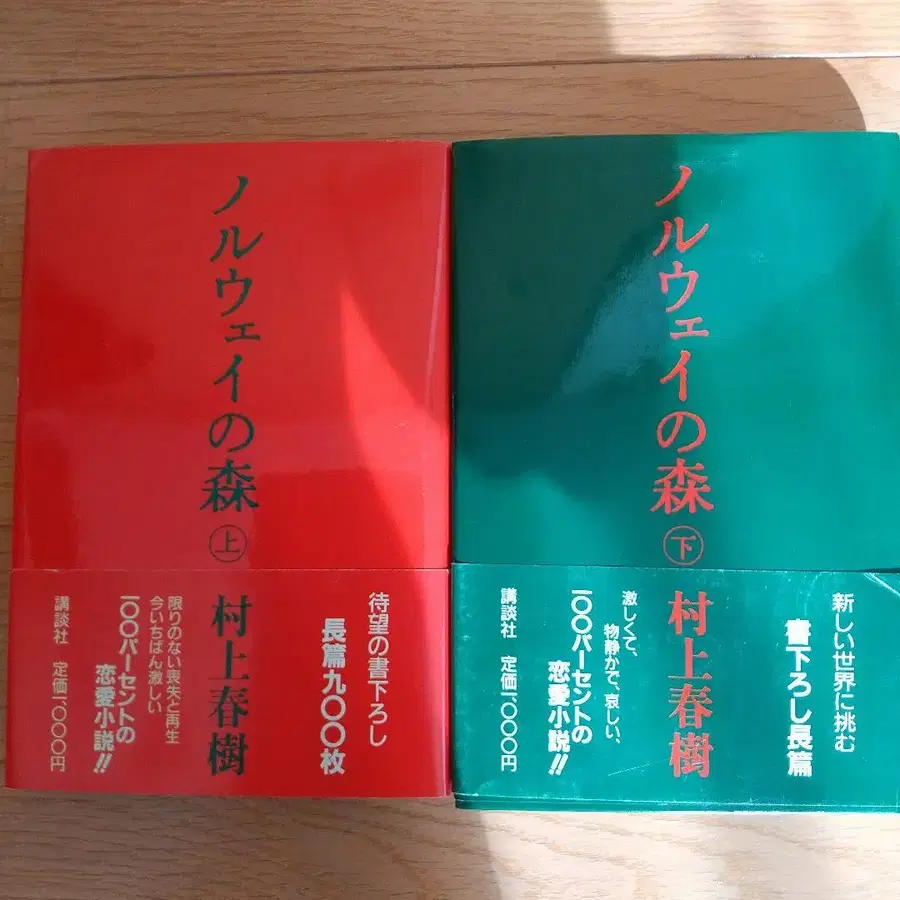 ノルウェイの森 上
村上春樹
待望の書下ろし
長篇九〇〇枚
限りのない喪失と再生
今いちばん激しい
一〇〇パーセントの
恋愛小説!!
講談社 定価一、〇〇〇円
ノルウェイの森 下
村上春樹
新しい世界に挑む
書下ろし長篇
激しくて、
物静かで、哀しい、
一〇〇パーセントの
恋愛小説!!
講談社 定価一、〇〇〇円